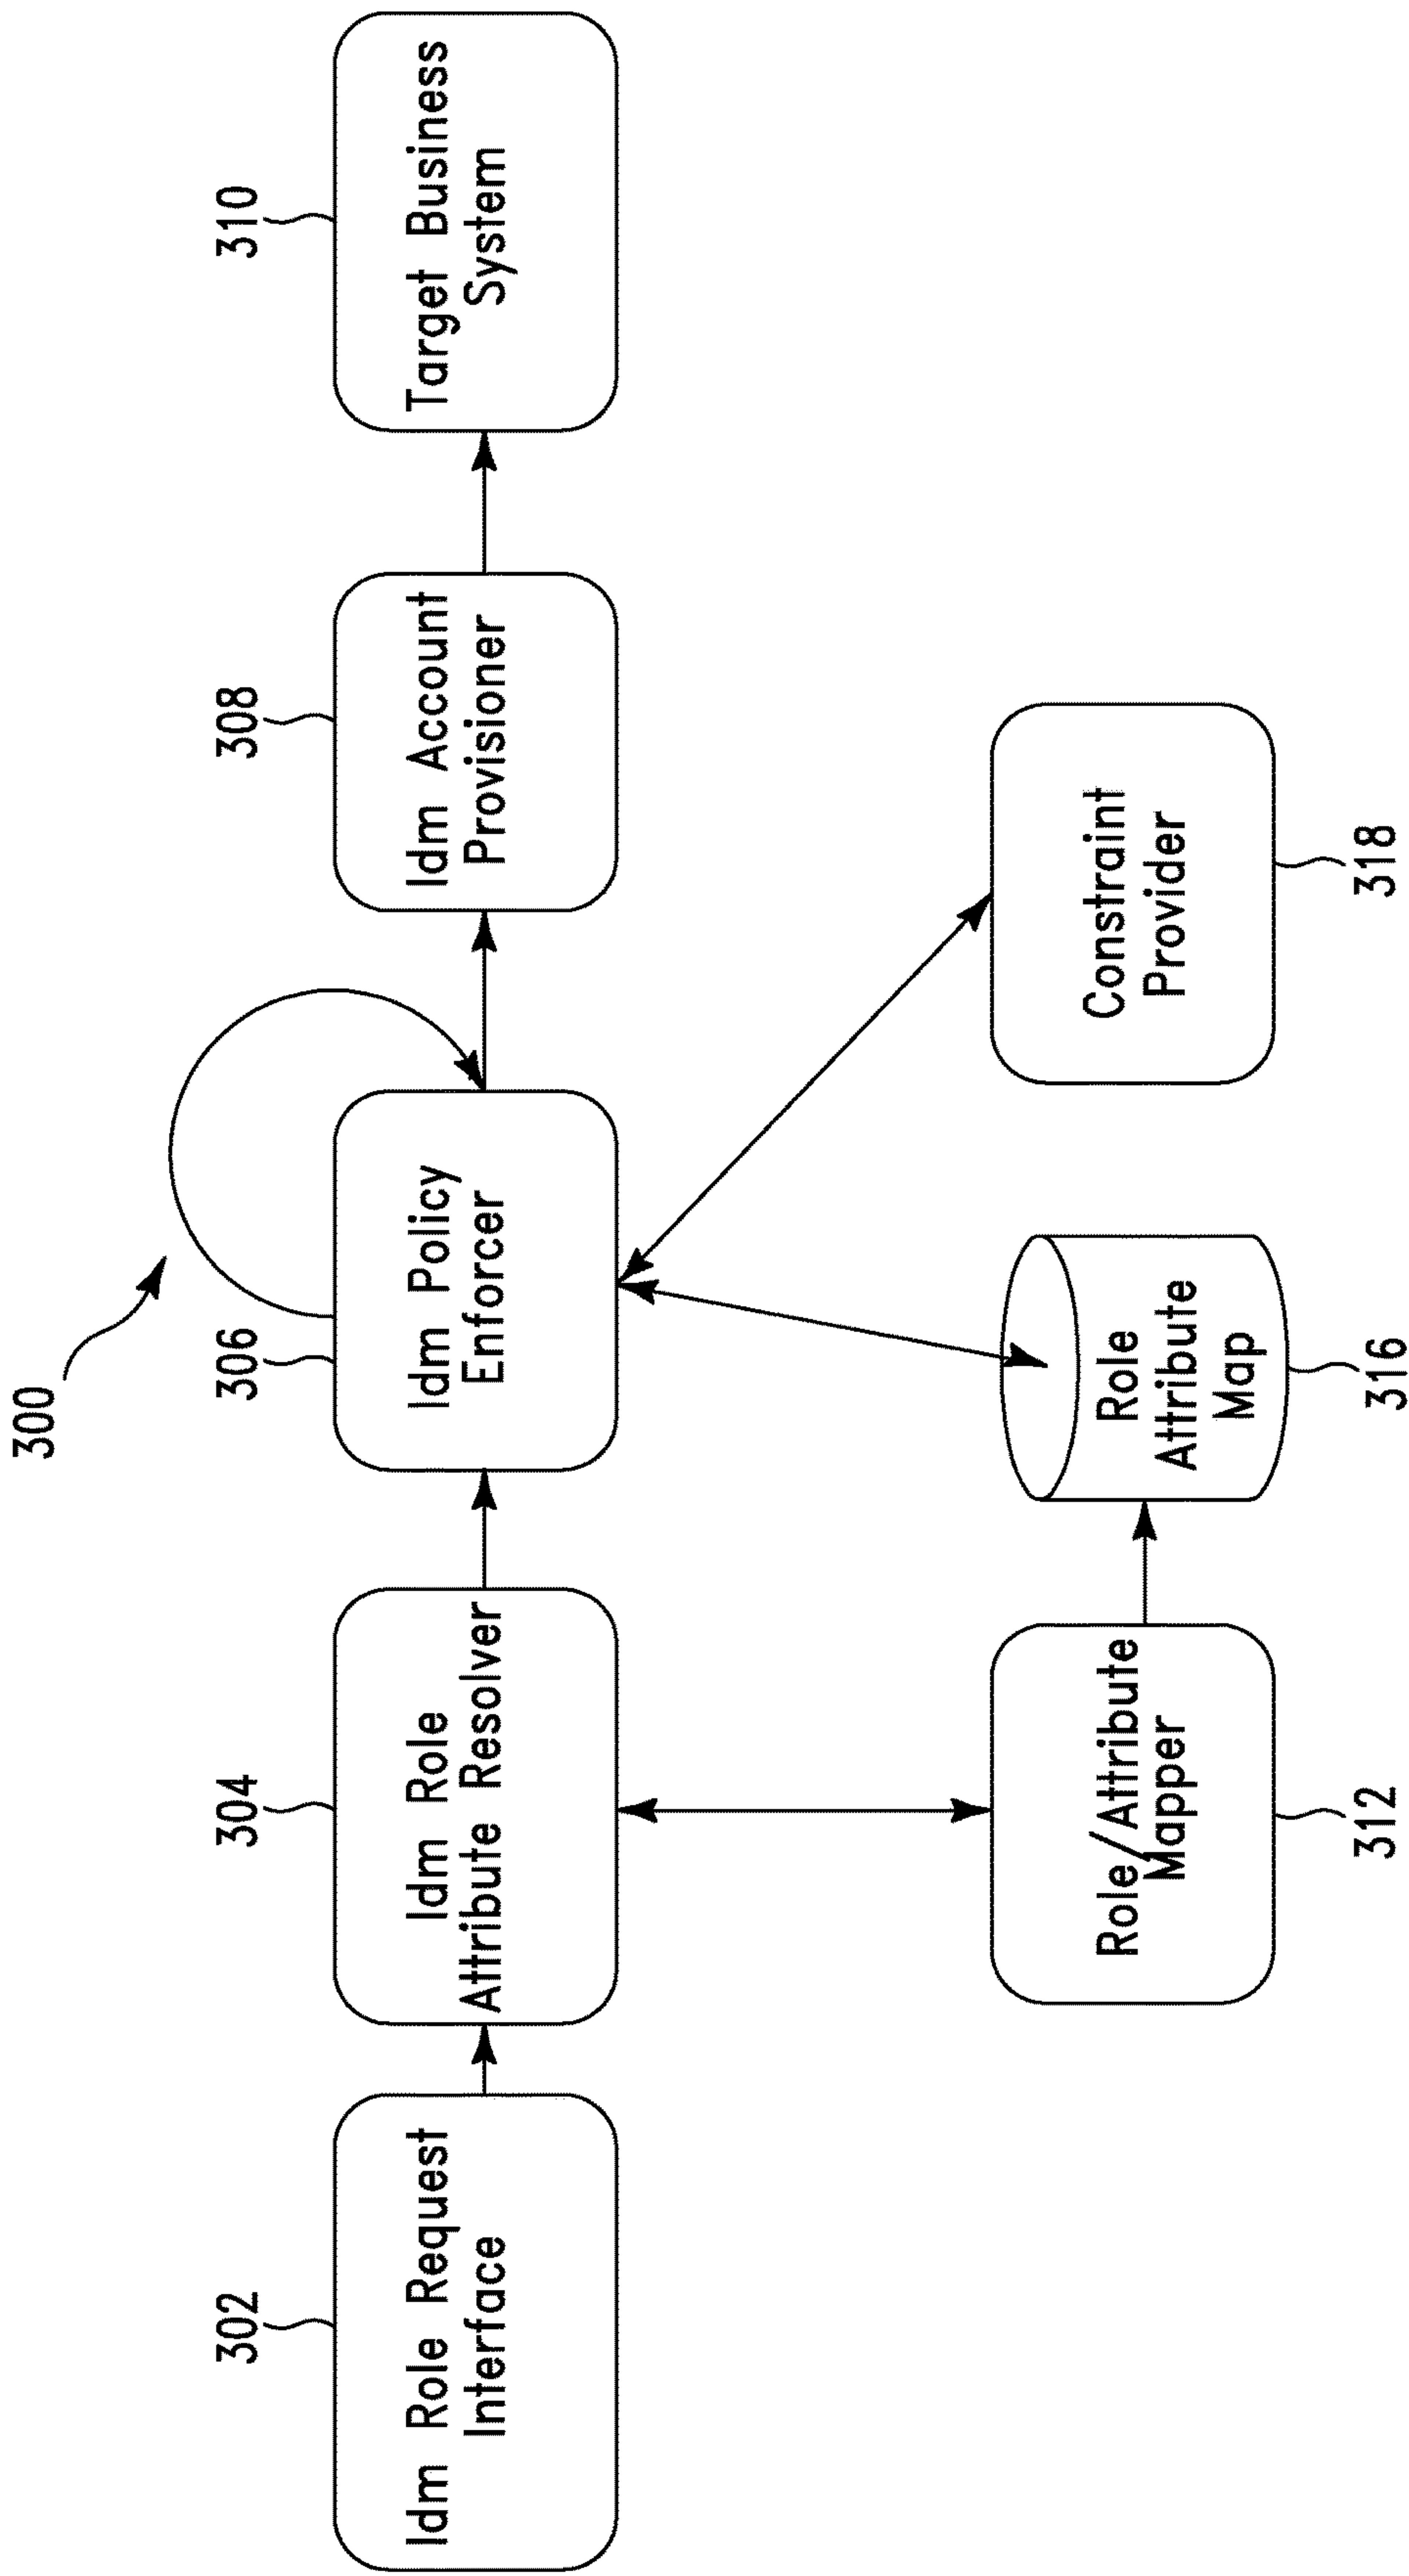 300
302
Idm Role Request
Interface
304
Idm Role
Attribute Resolver
306
Idm Policy
Enforcer
308
Idm Account
Provisioner
310
Target Business
System
Role/Attribute
Mapper
312
Role
Attribute
Map
316
Constraint
Provider
318